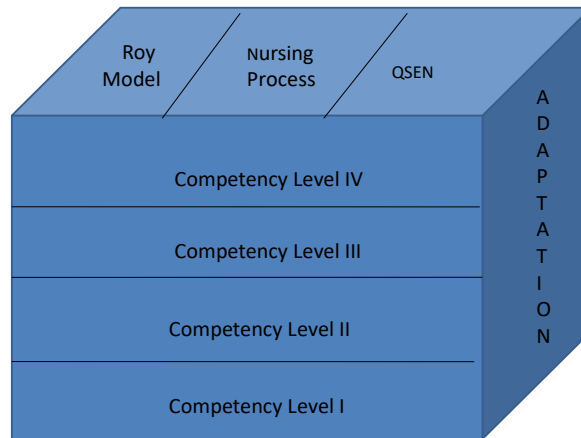 Roy
Model
Nursing
Process
QSEN
Competency Level IV
Competency Level III
Competency Level II
Competency Level I
A
D
A
P
T
A
T
I
O
N